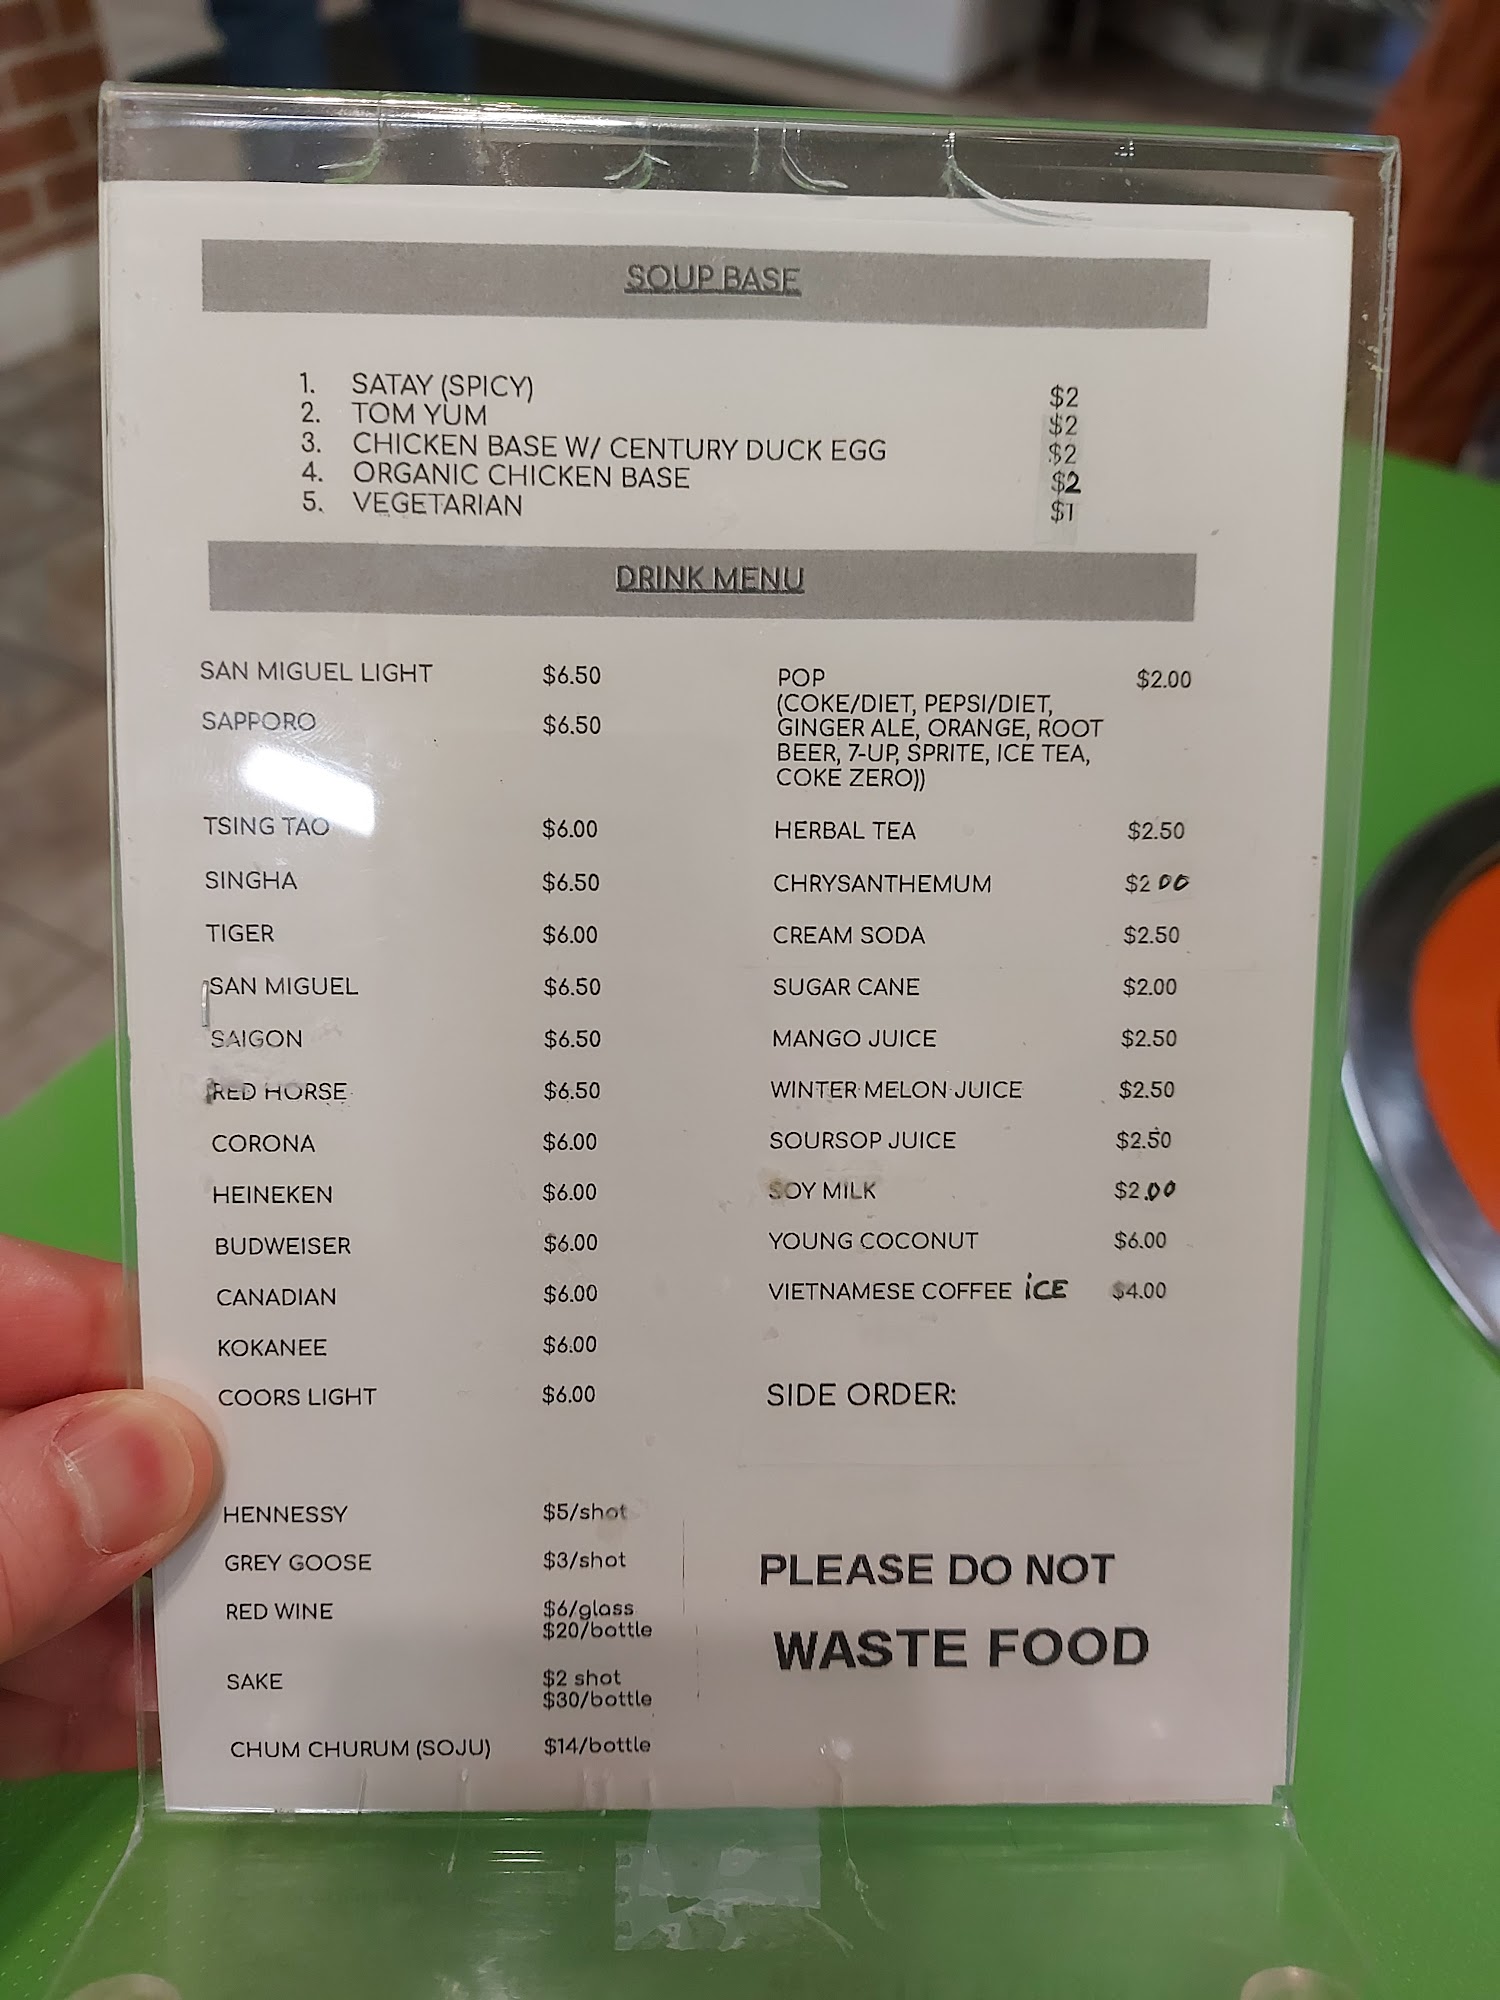 SOUP BASE
1. SATAY (SPICY) $2
2. TOM YUM $2
3. CHICKEN BASE W/ CENTURY DUCK EGG $2
4. ORGANIC CHICKEN BASE $2
5. VEGETARIAN $1
DRINK MENU
SAN MIGUEL LIGHT $6.50
SAPPORO $6.50
TSING TAO $6.00
SINGHA $6.50
TIGER $6.00
SAN MIGUEL $6.50
SAIGON $6.50
RED HORSE $6.50
CORONA $6.00
HEINEKEN $6.00
BUDWEISER $6.00
CANADIAN $6.00
KOKANEE $6.00
COORS LIGHT $6.00
HENNESSY $5/shot
GREY GOOSE $3/shot
RED WINE $6/glass
$20/bottle
SAKE $2 shot
$30/bottle
CHUM CHURUM (SOJU) $14/bottle
POP $2.00
(COKE/DIET, PEPSI/DIET,
GINGER ALE, ORANGE, ROOT
BEER, 7-UP, SPRITE, ICE TEA,
COKE ZERO))
HERBAL TEA $2.50
CHRYSANTHEMUM $2 00
CREAM SODA $2.50
SUGAR CANE $2.00
MANGO JUICE $2.50
WINTER MELON JUICE $2.50
SOURSOP JUICE $2.50
SOY MILK $2.00
YOUNG COCONUT $6.00
VIETNAMESE COFFEE iCE $4.00
SIDE ORDER:
PLEASE DO NOT
WASTE FOOD